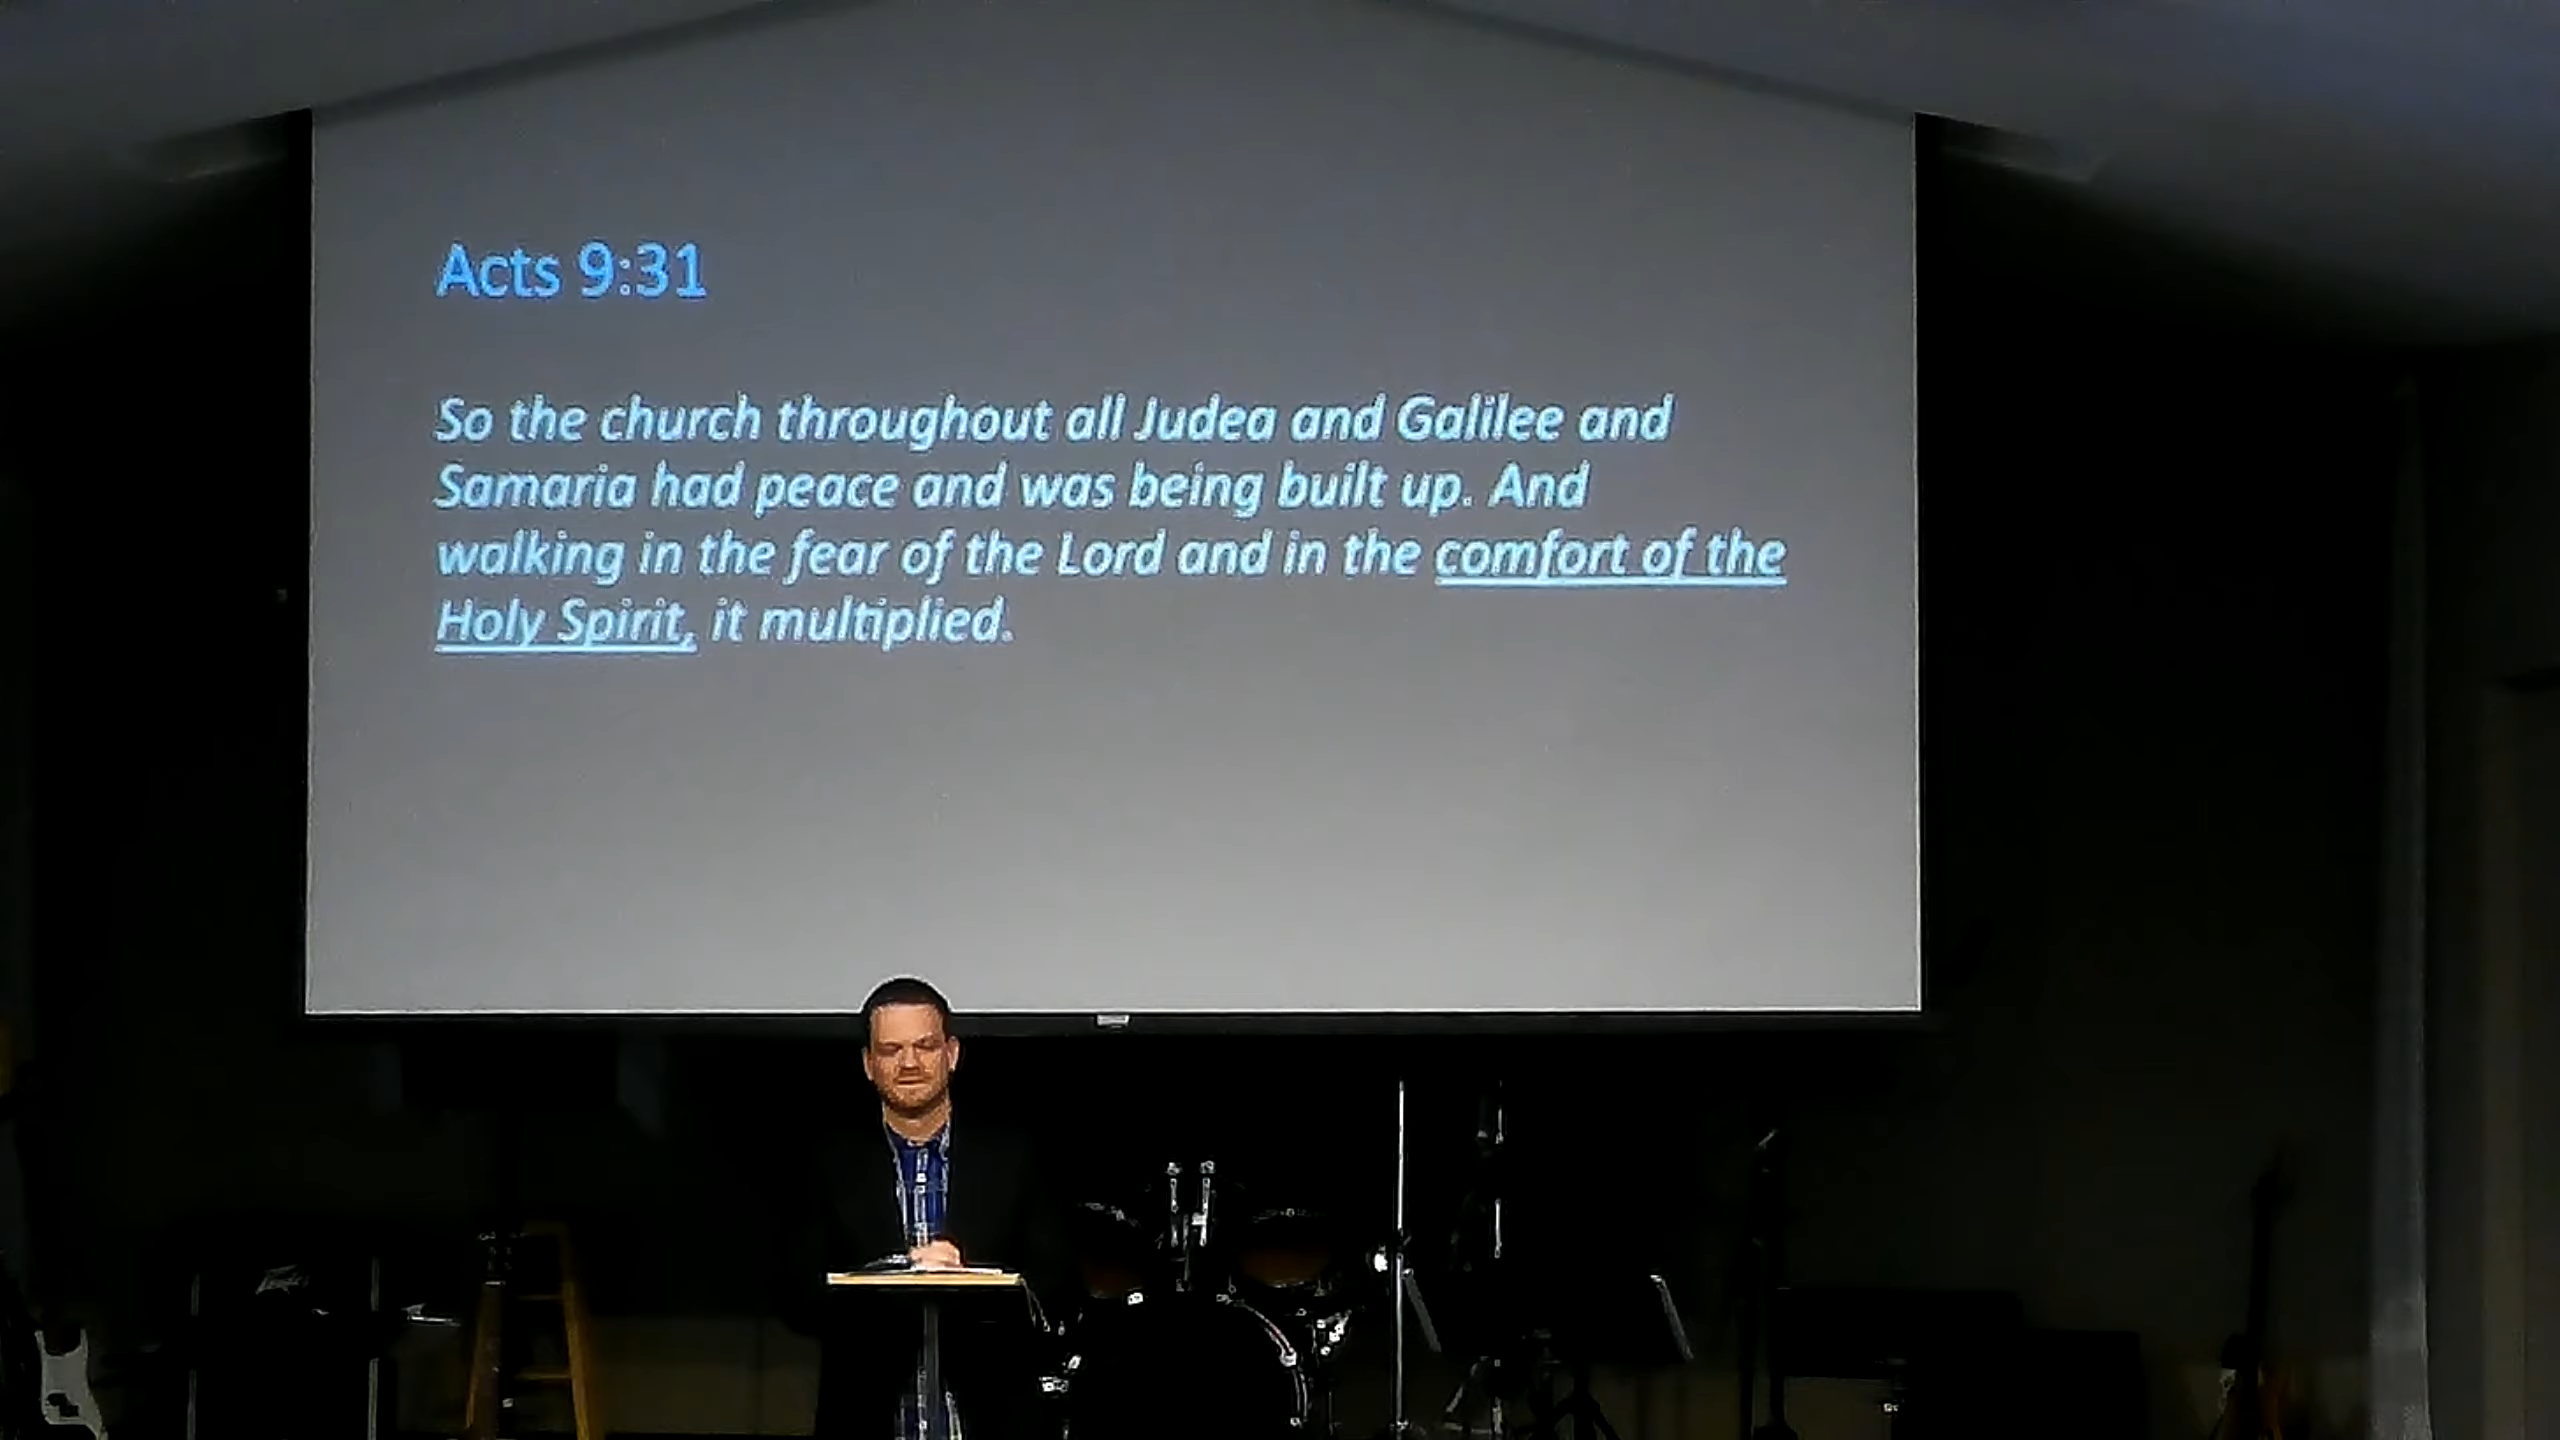 Acts 9:31
So the church throughout all Judea and Galilee and
Samaria had peace and was being built up. And
walking in the fear of the Lord and in the comfort of the
Holy Spirit, it multiplied.